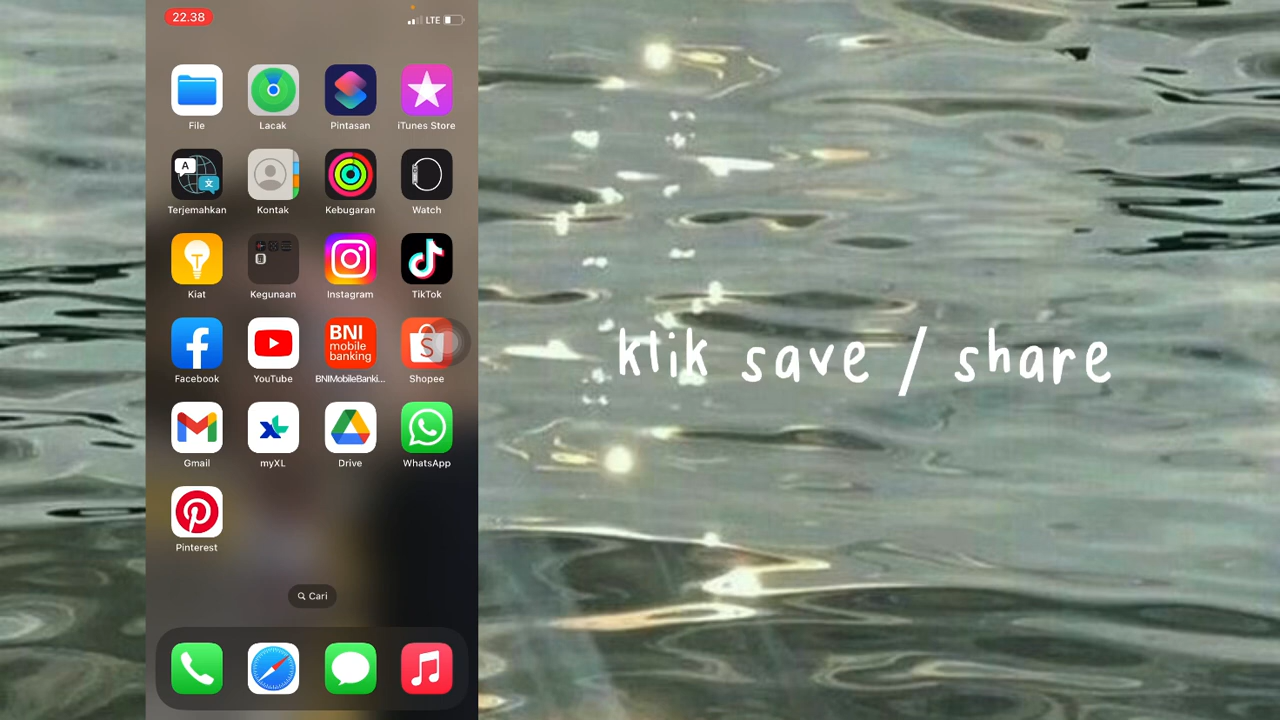 22.38
LTE
File
Lacak
Pintasan
iTunes Store
Terjemahkan
Kontak
Kebugaran
Watch
Kiat
Kegunaan
Instagram
TikTok
BNI
mobile
banking
Facebook
YouTube
BNIMobileBanki...
Shopee
klik save / share
Gmail
myXL
Drive
WhatsApp
Pinterest
Cari